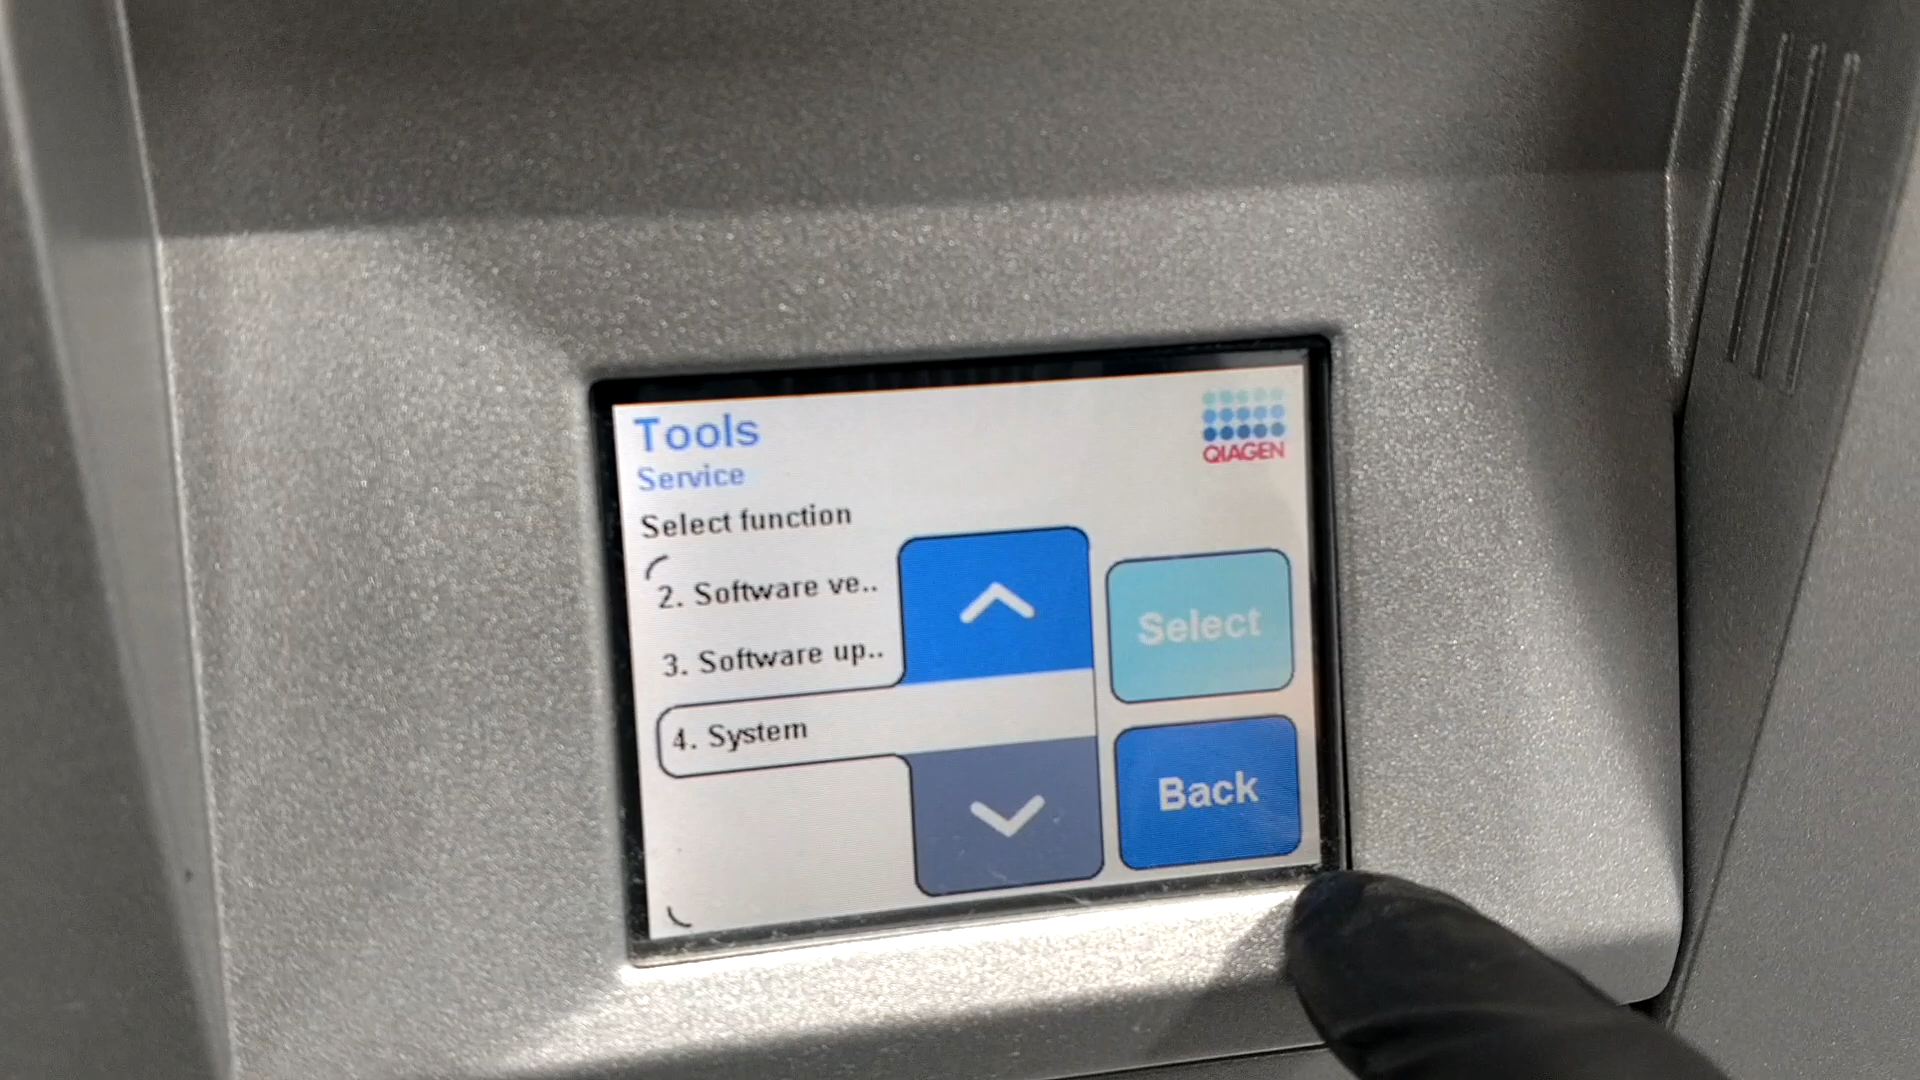 Tools
QIAGEN
Service
Select function
2. Software ve..
3. Software up..
4. System
Select
Back